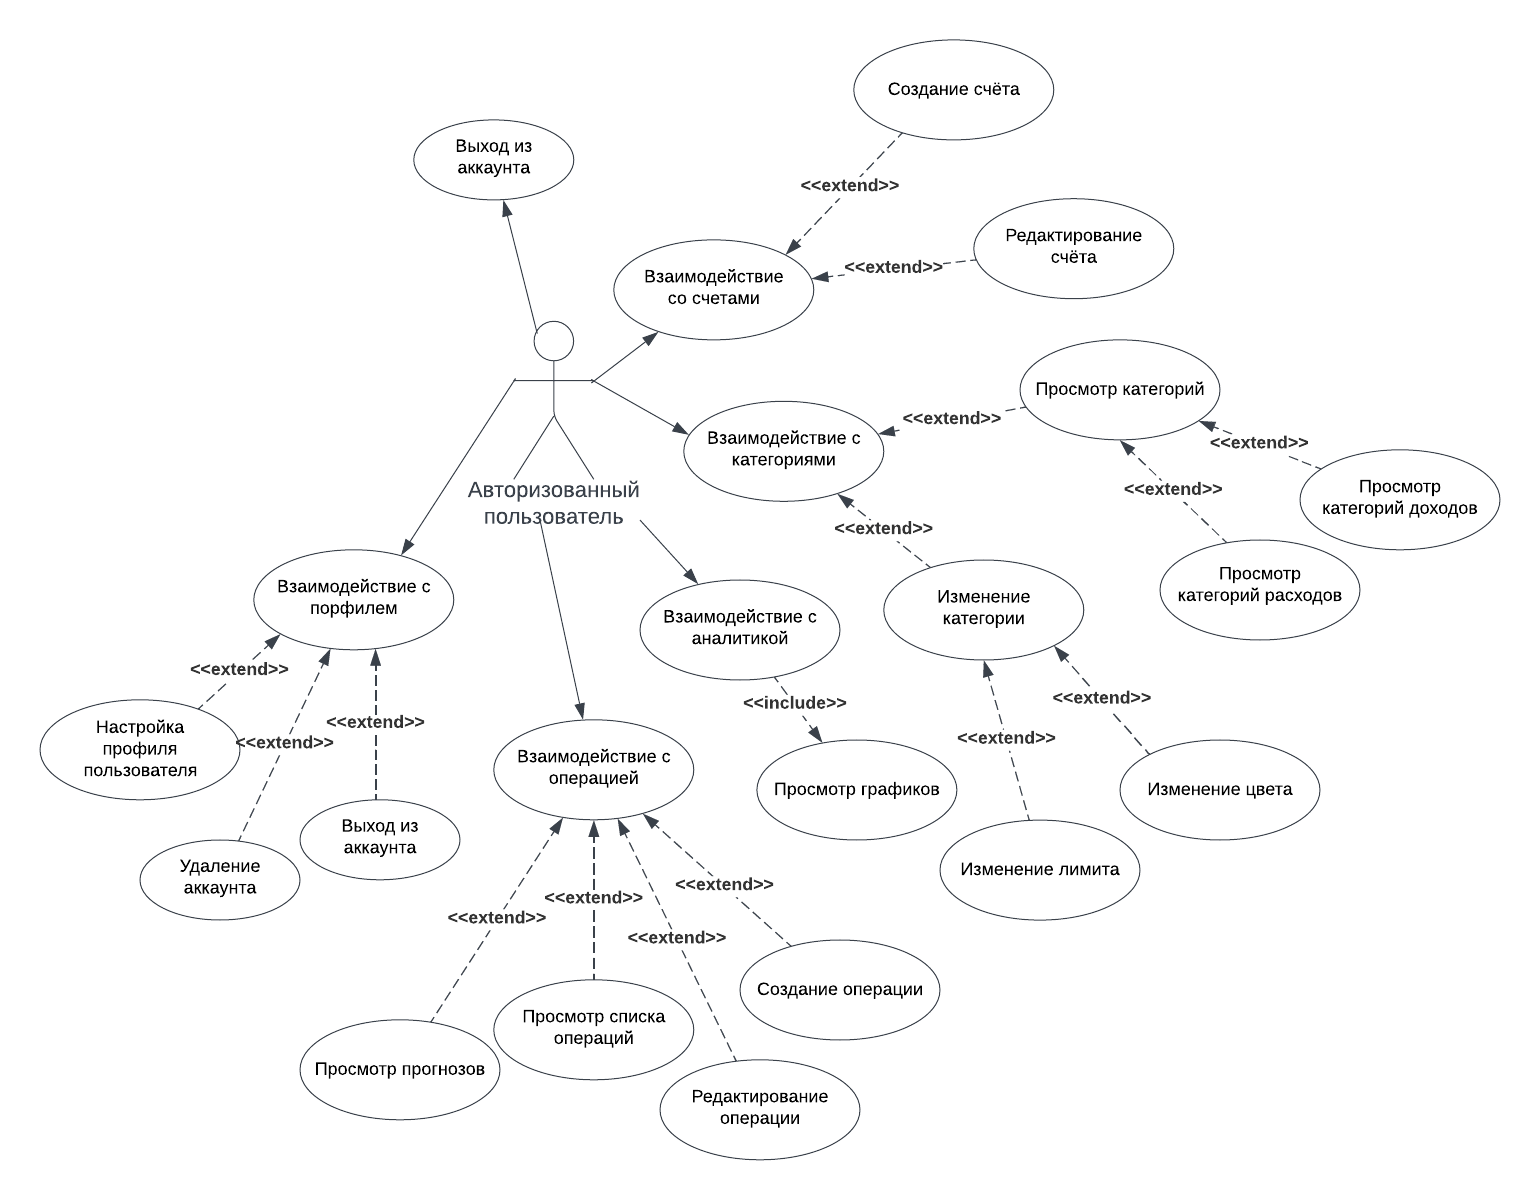 Создание счёта
Выход из
аккаунта
<<extend>>
Редактирование
счёта
<<extend>>
Взаимодействие
со счетами
Просмотр категорий
<<extend>>
Взаимодействие с
категориями
<<extend>>
Просмотр
категорий доходов
<<extend>>
Авторизованный
пользователь
<<extend>>
Просмотр
категорий расходов
Взаимодействие с
порфилем
Взаимодействие с
аналитикой
Изменение
категории
<<extend>>
<<extend>>
<<include>>
<<extend>>
<<extend>>
<<extend>>
<<extend>>
Настройка
профиля
пользователя
Взаимодействие с
операцией
Просмотр графиков
Изменение цвета
Выход из
аккаунта
Удаление
аккаунта
Изменение лимита
<<extend>>
<<extend>>
<<extend>>
<<extend>>
Создание операции
Просмотр списка
операций
Просмотр прогнозов
Редактирование
операции